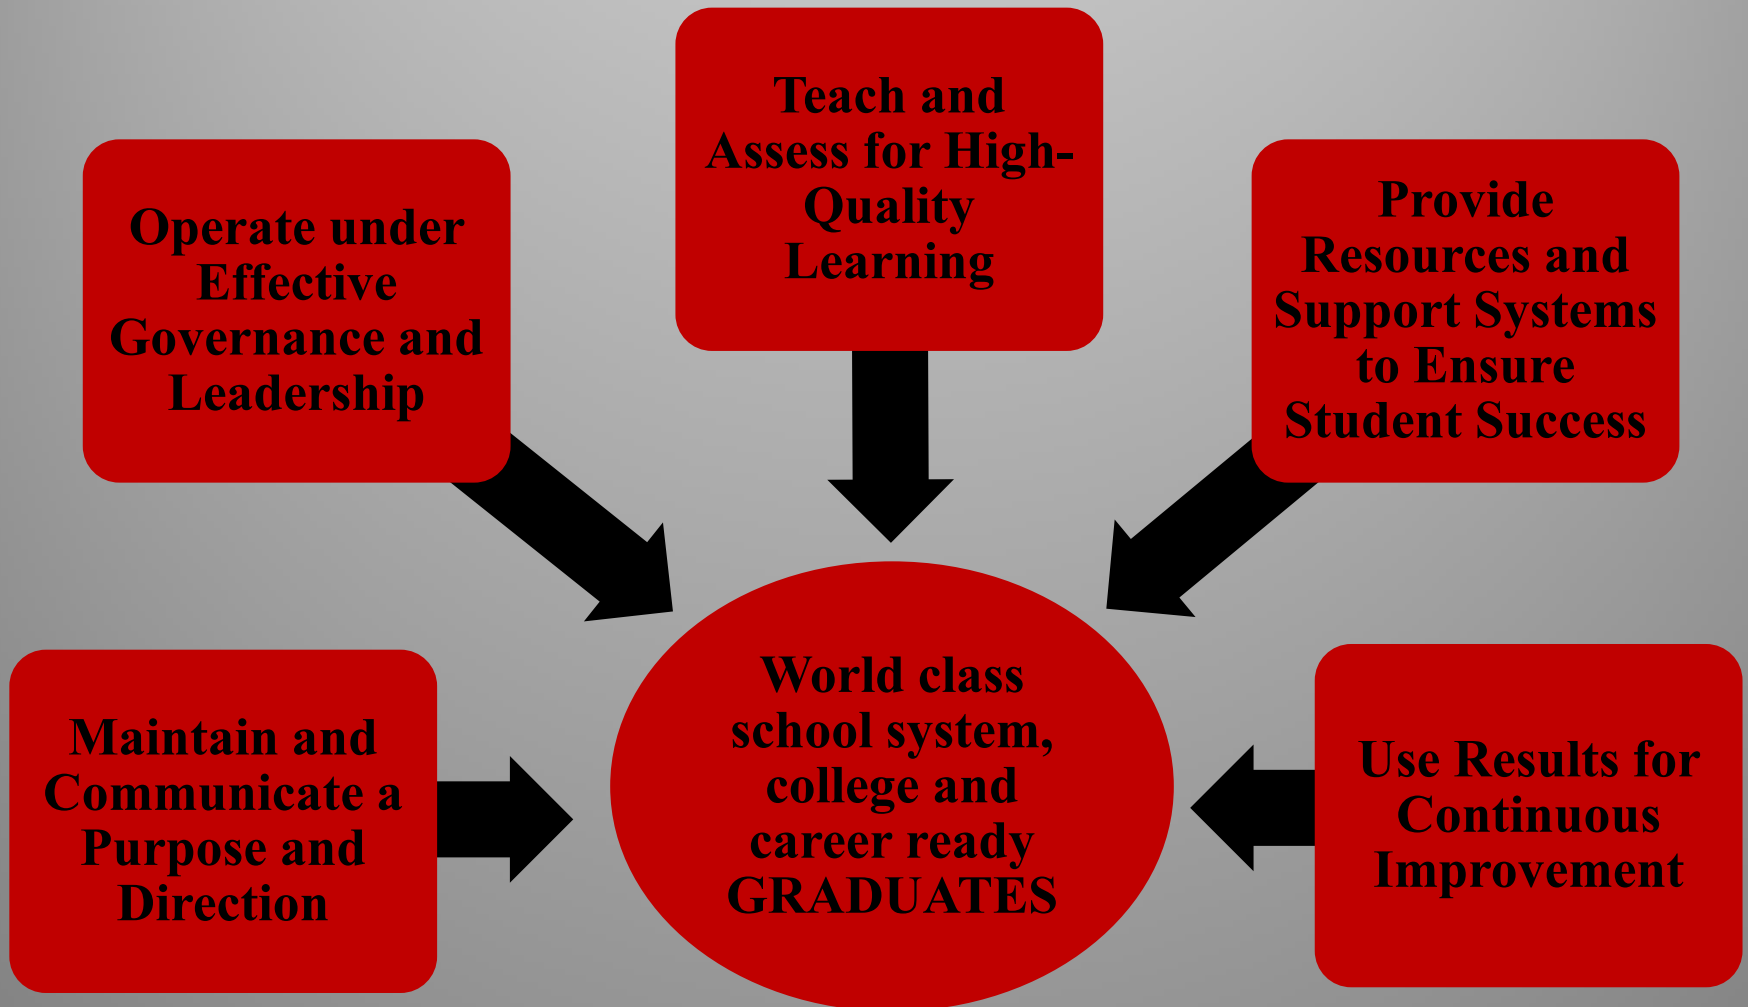 Teach and
Assess for High-
Quality
Learning
Operate under
Effective
Governance and
Leadership
Provide
Resources and
Support Systems
to Ensure
Student Success
Maintain and
Communicate a
Purpose and
Direction
World class
school system,
college and
career ready
GRADUATES
Use Results for
Continuous
Improvement